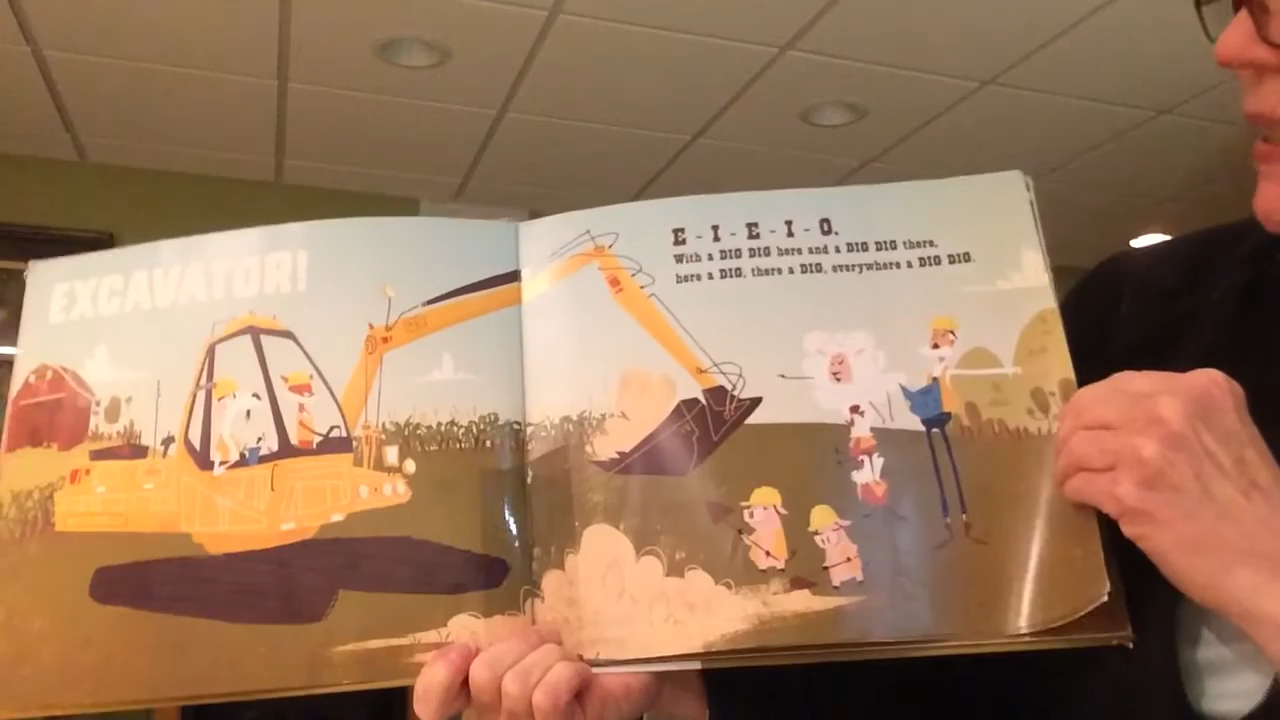 EXCAVATOR!
E - I - E - I - O.
With a DIG DIG here and a DIG DIG there,
here a DIG, there a DIG, everywhere a DIG DIG.